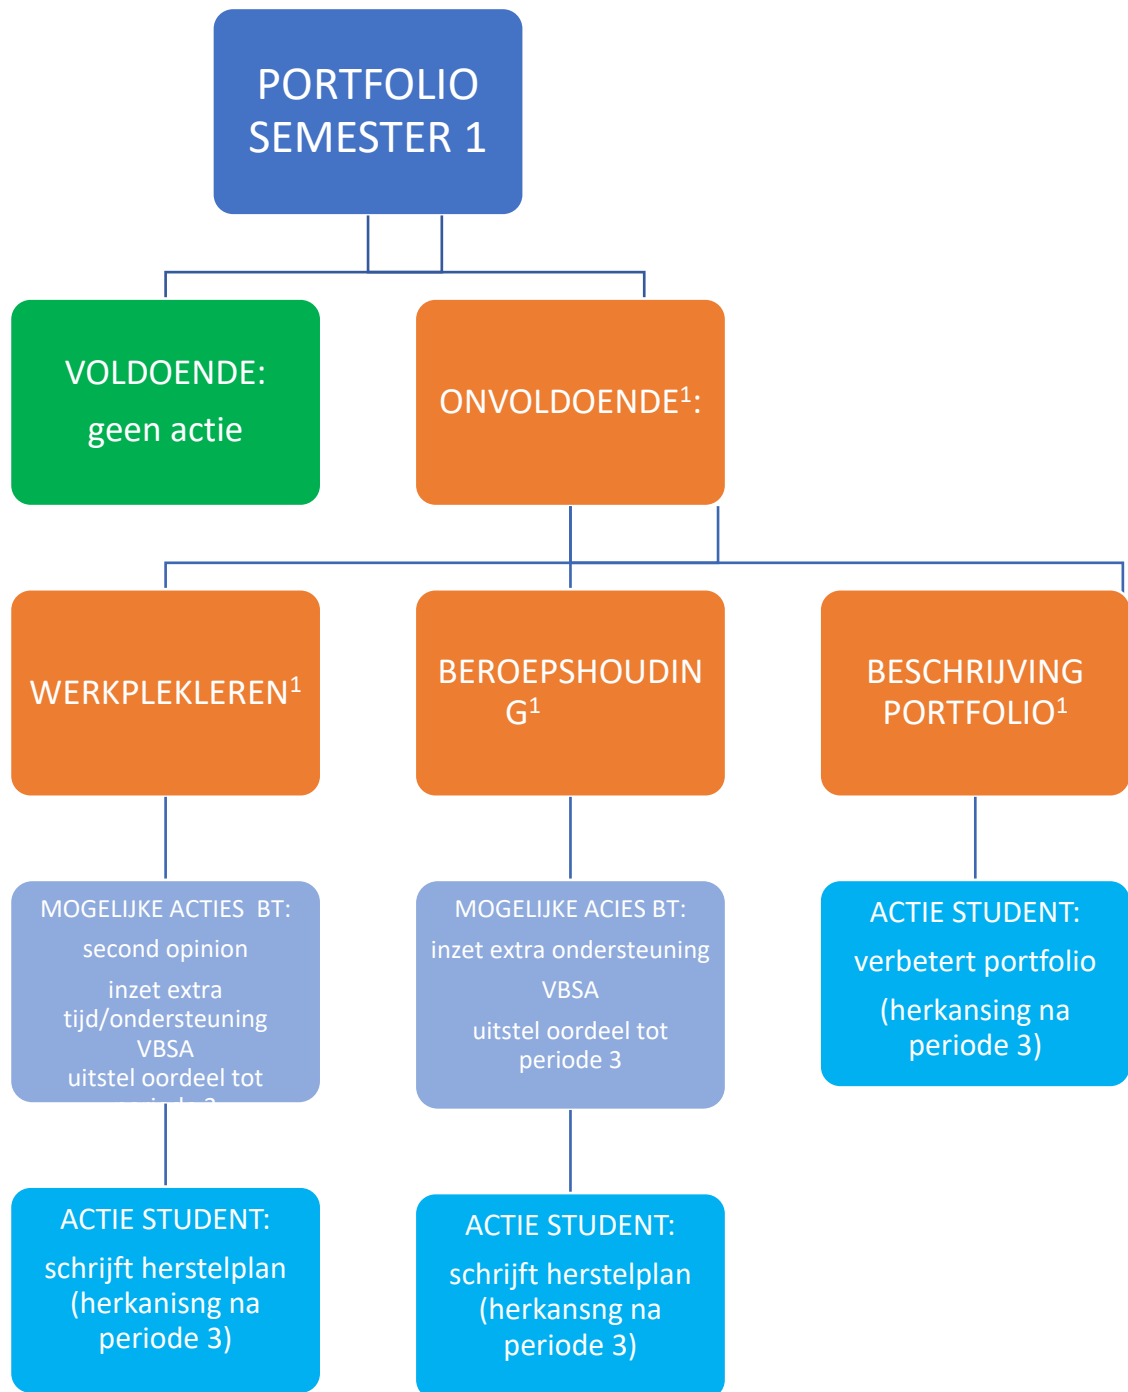 PORTFOLIO
SEMESTER 1
VOLDOENDE:
geen actie
ONVOLDOENDE¹:
WERKPLEKLEREN¹
BEROEPSHOUDIN
G¹
BESCHRIJVING
PORTFOLIO¹
MOGELIJKE ACTIES BT:
second opinion
inzet extra
tijd/ondersteuning
VBSA
uitstel oordeel tot
MOGELIJKE ACIES BT:
inzet extra ondersteuning
VBSA
uitstel oordeel tot
periode 3
ACTIE STUDENT:
verbetert portfolio
(herkansing na
periode 3)
ACTIE STUDENT:
schrijft herstelplan
(herkanisng na
periode 3)
ACTIE STUDENT:
schrijft herstelplan
(herkansng na
periode 3)